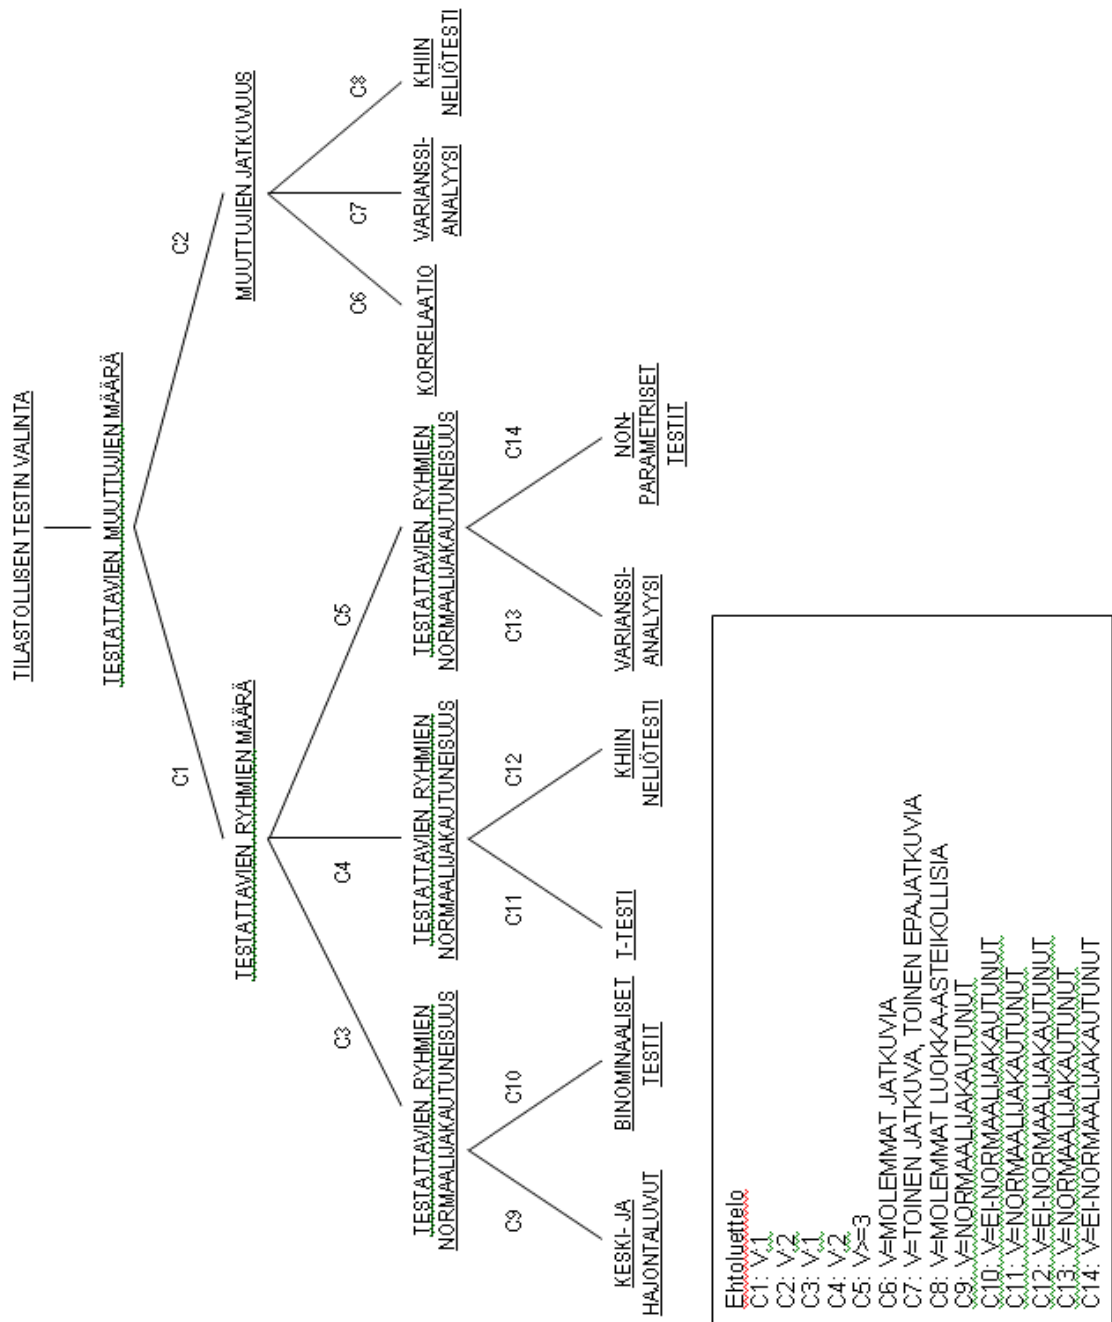 TILASTOLLISEN TESTIN VALINTA
TESTATTAVIEN MUUTTUJIEN MÄÄRÄ
C1
C2
TESTATTAVIEN RYHMIEN MÄÄRÄ
MUUTTUJIEN JATKUVUUS
C3
C4
C5
C6
C7
C8
TESTATTAVIEN RYHMIEN
NORMAALIJAKAUTUNEISUUS
TESTATTAVIEN RYHMIEN
NORMAALIJAKAUTUNEISUUS
TESTATTAVIEN RYHMIEN
NORMAALIJAKAUTUNEISUUS
KORRELAATIO
VARIANSSI-
ANALYYSI
KHIIN
NELIÖTESTI
C9
C10
C11
C12
C13
C14
KESKI- JA
HAJONTALUVUT
BINOMINAALISET
TESTIT
T-TESTI
KHIIN
NELIÖTESTI
VARIANSSI-
ANALYYSI
NON-
PARAMETRISET
TESTIT
Ehtoluettelo
C1: V:1
C2: V:2
C3: V:1
C4: V:2
C5: V>=3
C6: V=MOLEMMAT JATKUVIA
C7: V=TOINEN JATKUVA, TOINEN EPAJATKUVIA
C8: V=MOLEMMAT LUOKKA-ASTEIKOLLISIA
C9: V=NORMAALIJAKAUTUNUT
C10: V=EI-NORMAALIJAKAUTUNUT
C11: V=NORMAALIJAKAUTUNUT
C12: V=EI-NORMAALIJAKAUTUNUT
C13: V=NORMAALIJAKAUTUNUT
C14: V=EI-NORMAALIJAKAUTUNUT